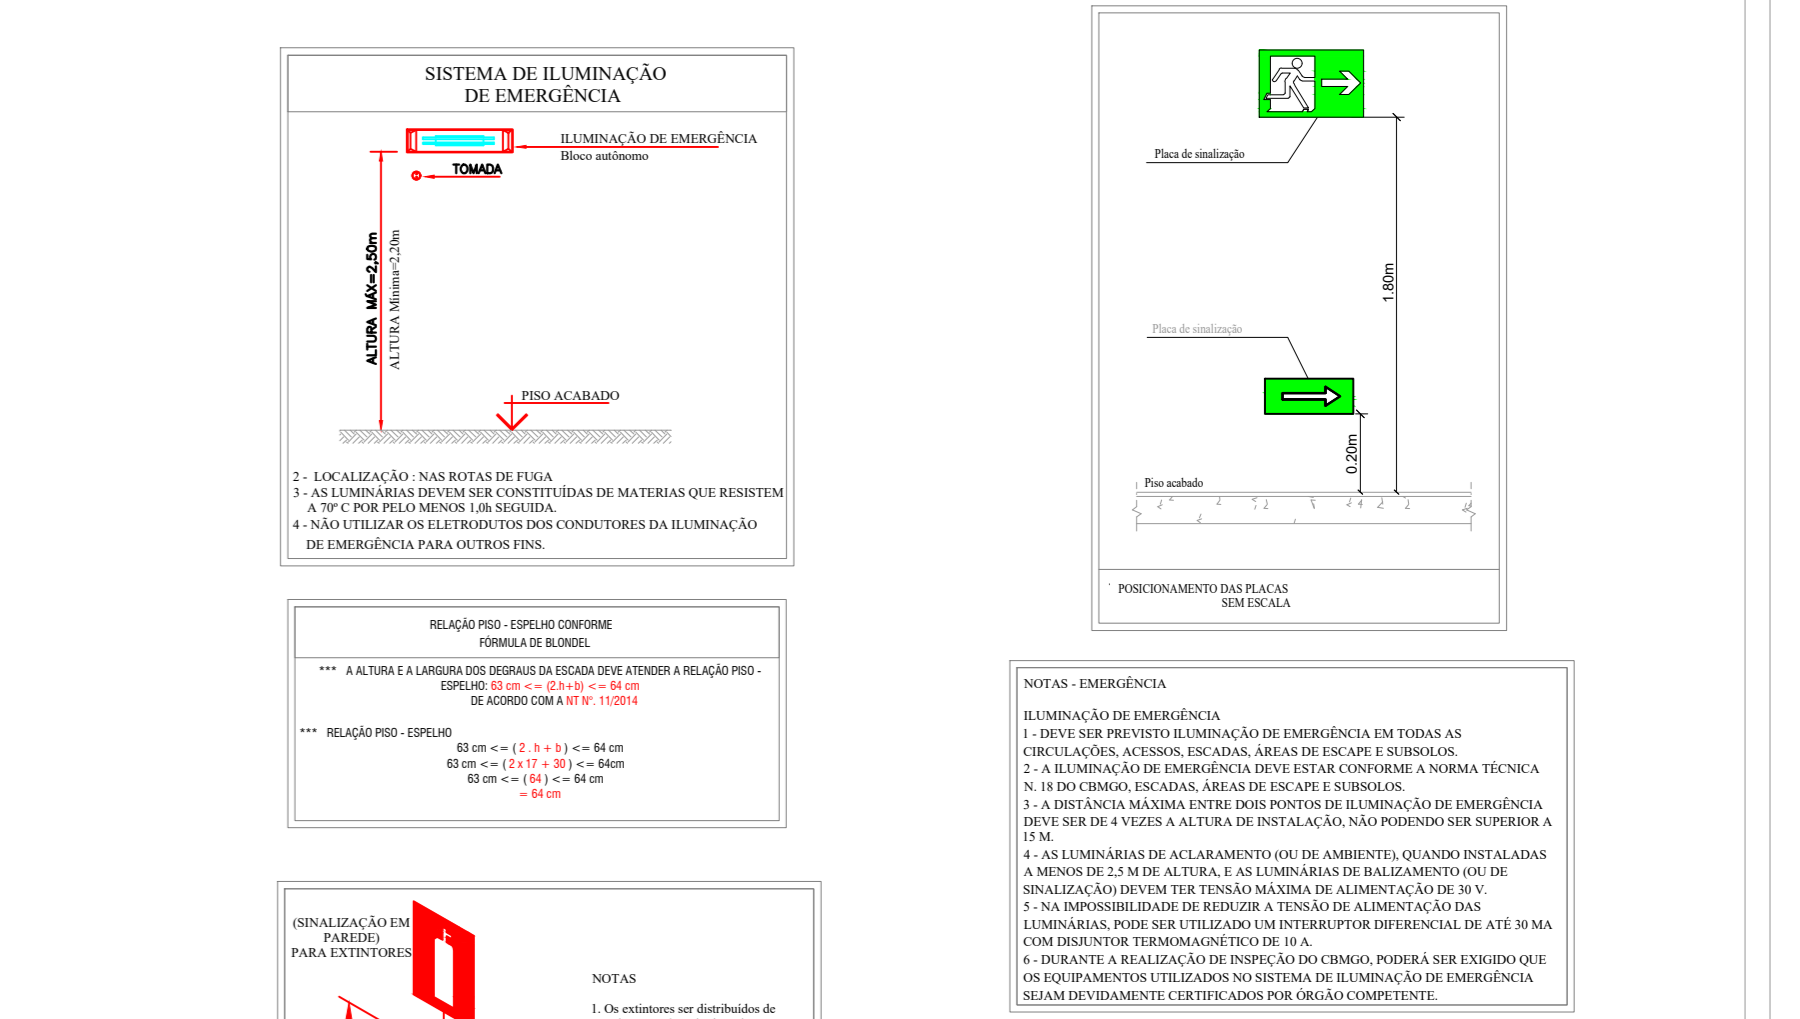 SISTEMA DE ILUMINAÇÃO
DE EMERGÊNCIA
ILUMINAÇÃO DE EMERGÊNCIA
Bloco autônomo
TOMADA
ALTURA MÁX=2,50m
ALTURA Mínima=2,20m
PISO ACABADO
2 - LOCALIZAÇÃO : NAS ROTAS DE FUGA
3 - AS LUMINÁRIAS DEVEM SER CONSTITUÍDAS DE MATERIAS QUE RESISTEM
A 70º C POR PELO MENOS 1,0h SEGUIDA.
4 - NÃO UTILIZAR OS ELETRODUTOS DOS CONDUTORES DA ILUMINAÇÃO
DE EMERGÊNCIA PARA OUTROS FINS.
RELAÇÃO PISO - ESPELHO CONFORME
FÓRMULA DE BLONDEL
*** A ALTURA E A LARGURA DOS DEGRAUS DA ESCADA DEVE ATENDER A RELAÇÃO PISO -
ESPELHO: 63 cm <= (2.h+b) <= 64 cm
DE ACORDO COM A NT Nº. 11/2014
*** RELAÇÃO PISO - ESPELHO
63 cm <= ( 2 . h + b ) <= 64 cm
63 cm <= ( 2 x 17 + 30 ) <= 64cm
63 cm <= ( 64 ) <= 64 cm
= 64 cm
(SINALIZAÇÃO EM
PAREDE)
PARA EXTINTORES
NOTAS
1. Os extintores ser distribuídos de
Placa de sinalização
1.80m
Placa de sinalização
0.20m
Piso acabado
POSICIONAMENTO DAS PLACAS
SEM ESCALA
NOTAS - EMERGÊNCIA
ILUMINAÇÃO DE EMERGÊNCIA
1 - DEVE SER PREVISTO ILUMINAÇÃO DE EMERGÊNCIA EM TODAS AS
CIRCULAÇÕES, ACESSOS, ESCADAS, ÁREAS DE ESCAPE E SUBSOLOS.
2 - A ILUMINAÇÃO DE EMERGÊNCIA DEVE ESTAR CONFORME A NORMA TÉCNICA
N. 18 DO CBMGO, ESCADAS, ÁREAS DE ESCAPE E SUBSOLOS.
3 - A DISTÂNCIA MÁXIMA ENTRE DOIS PONTOS DE ILUMINAÇÃO DE EMERGÊNCIA
DEVE SER DE 4 VEZES A ALTURA DE INSTALAÇÃO, NÃO PODENDO SER SUPERIOR A
15 M.
4 - AS LUMINÁRIAS DE ACLARAMENTO (OU DE AMBIENTE), QUANDO INSTALADAS
A MENOS DE 2,5 M DE ALTURA, E AS LUMINÁRIAS DE BALIZAMENTO (OU DE
SINALIZAÇÃO) DEVEM TER TENSÃO MÁXIMA DE ALIMENTAÇÃO DE 30 V.
5 - NA IMPOSSIBILIDADE DE REDUZIR A TENSÃO DE ALIMENTAÇÃO DAS
LUMINÁRIAS, PODE SER UTILIZADO UM INTERRUPTOR DIFERENCIAL DE ATÉ 30 MA
COM DISJUNTOR TERMOMAGNÉTICO DE 10 A.
6 - DURANTE A REALIZAÇÃO DE INSPEÇÃO DO CBMGO, PODERÁ SER EXIGIDO QUE
OS EQUIPAMENTOS UTILIZADOS NO SISTEMA DE ILUMINAÇÃO DE EMERGÊNCIA
SEJAM DEVIDAMENTE CERTIFICADOS POR ÓRGÃO COMPETENTE.